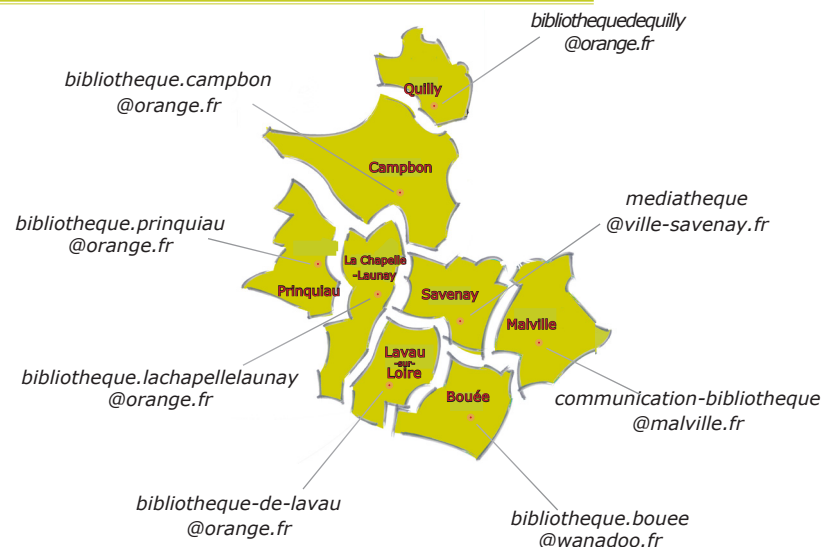 bibliothequedequilly
@orange.fr
bibliotheque.campbon
@orange.fr
Quilly
Campbon
mediatheque
@ville-savenay.fr
bibliotheque.prinquiau
@orange.fr
La Chapelle
-Launay
Prinquiau
Savenay
Malville
Lavau
-sur-
Loire
bibliotheque.lachapellelaunay
@orange.fr
Bouée
communication-bibliotheque
@malville.fr
bibliotheque-de-lavau
@orange.fr
bibliotheque.bouee
@wanadoo.fr